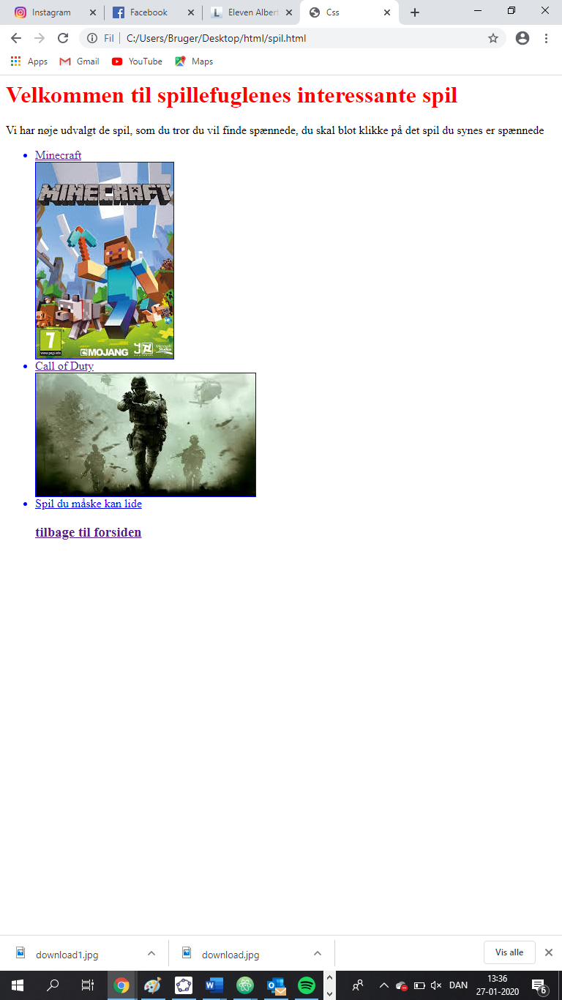 Instagram
Facebook
Eleven Albert
Css
Fil
C:/Users/Bruger/Desktop/html/spil.html
Apps
Gmail
YouTube
Maps
Velkommen til spillefuglenes interessante spil
Vi har nøje udvalgt de spil, som du tror du vil finde spænnede, du skal blot klikke på det spil du synes er spænnede
Minecraft
MINECRAFT
7
www.pegi.info
MOJANG
Microsoft
Studios
Call of Duty
Spil du måske kan lide
tilbage til forsiden
download1.jpg
download.jpg
Vis alle
DAN
13:36
27-01-2020
6